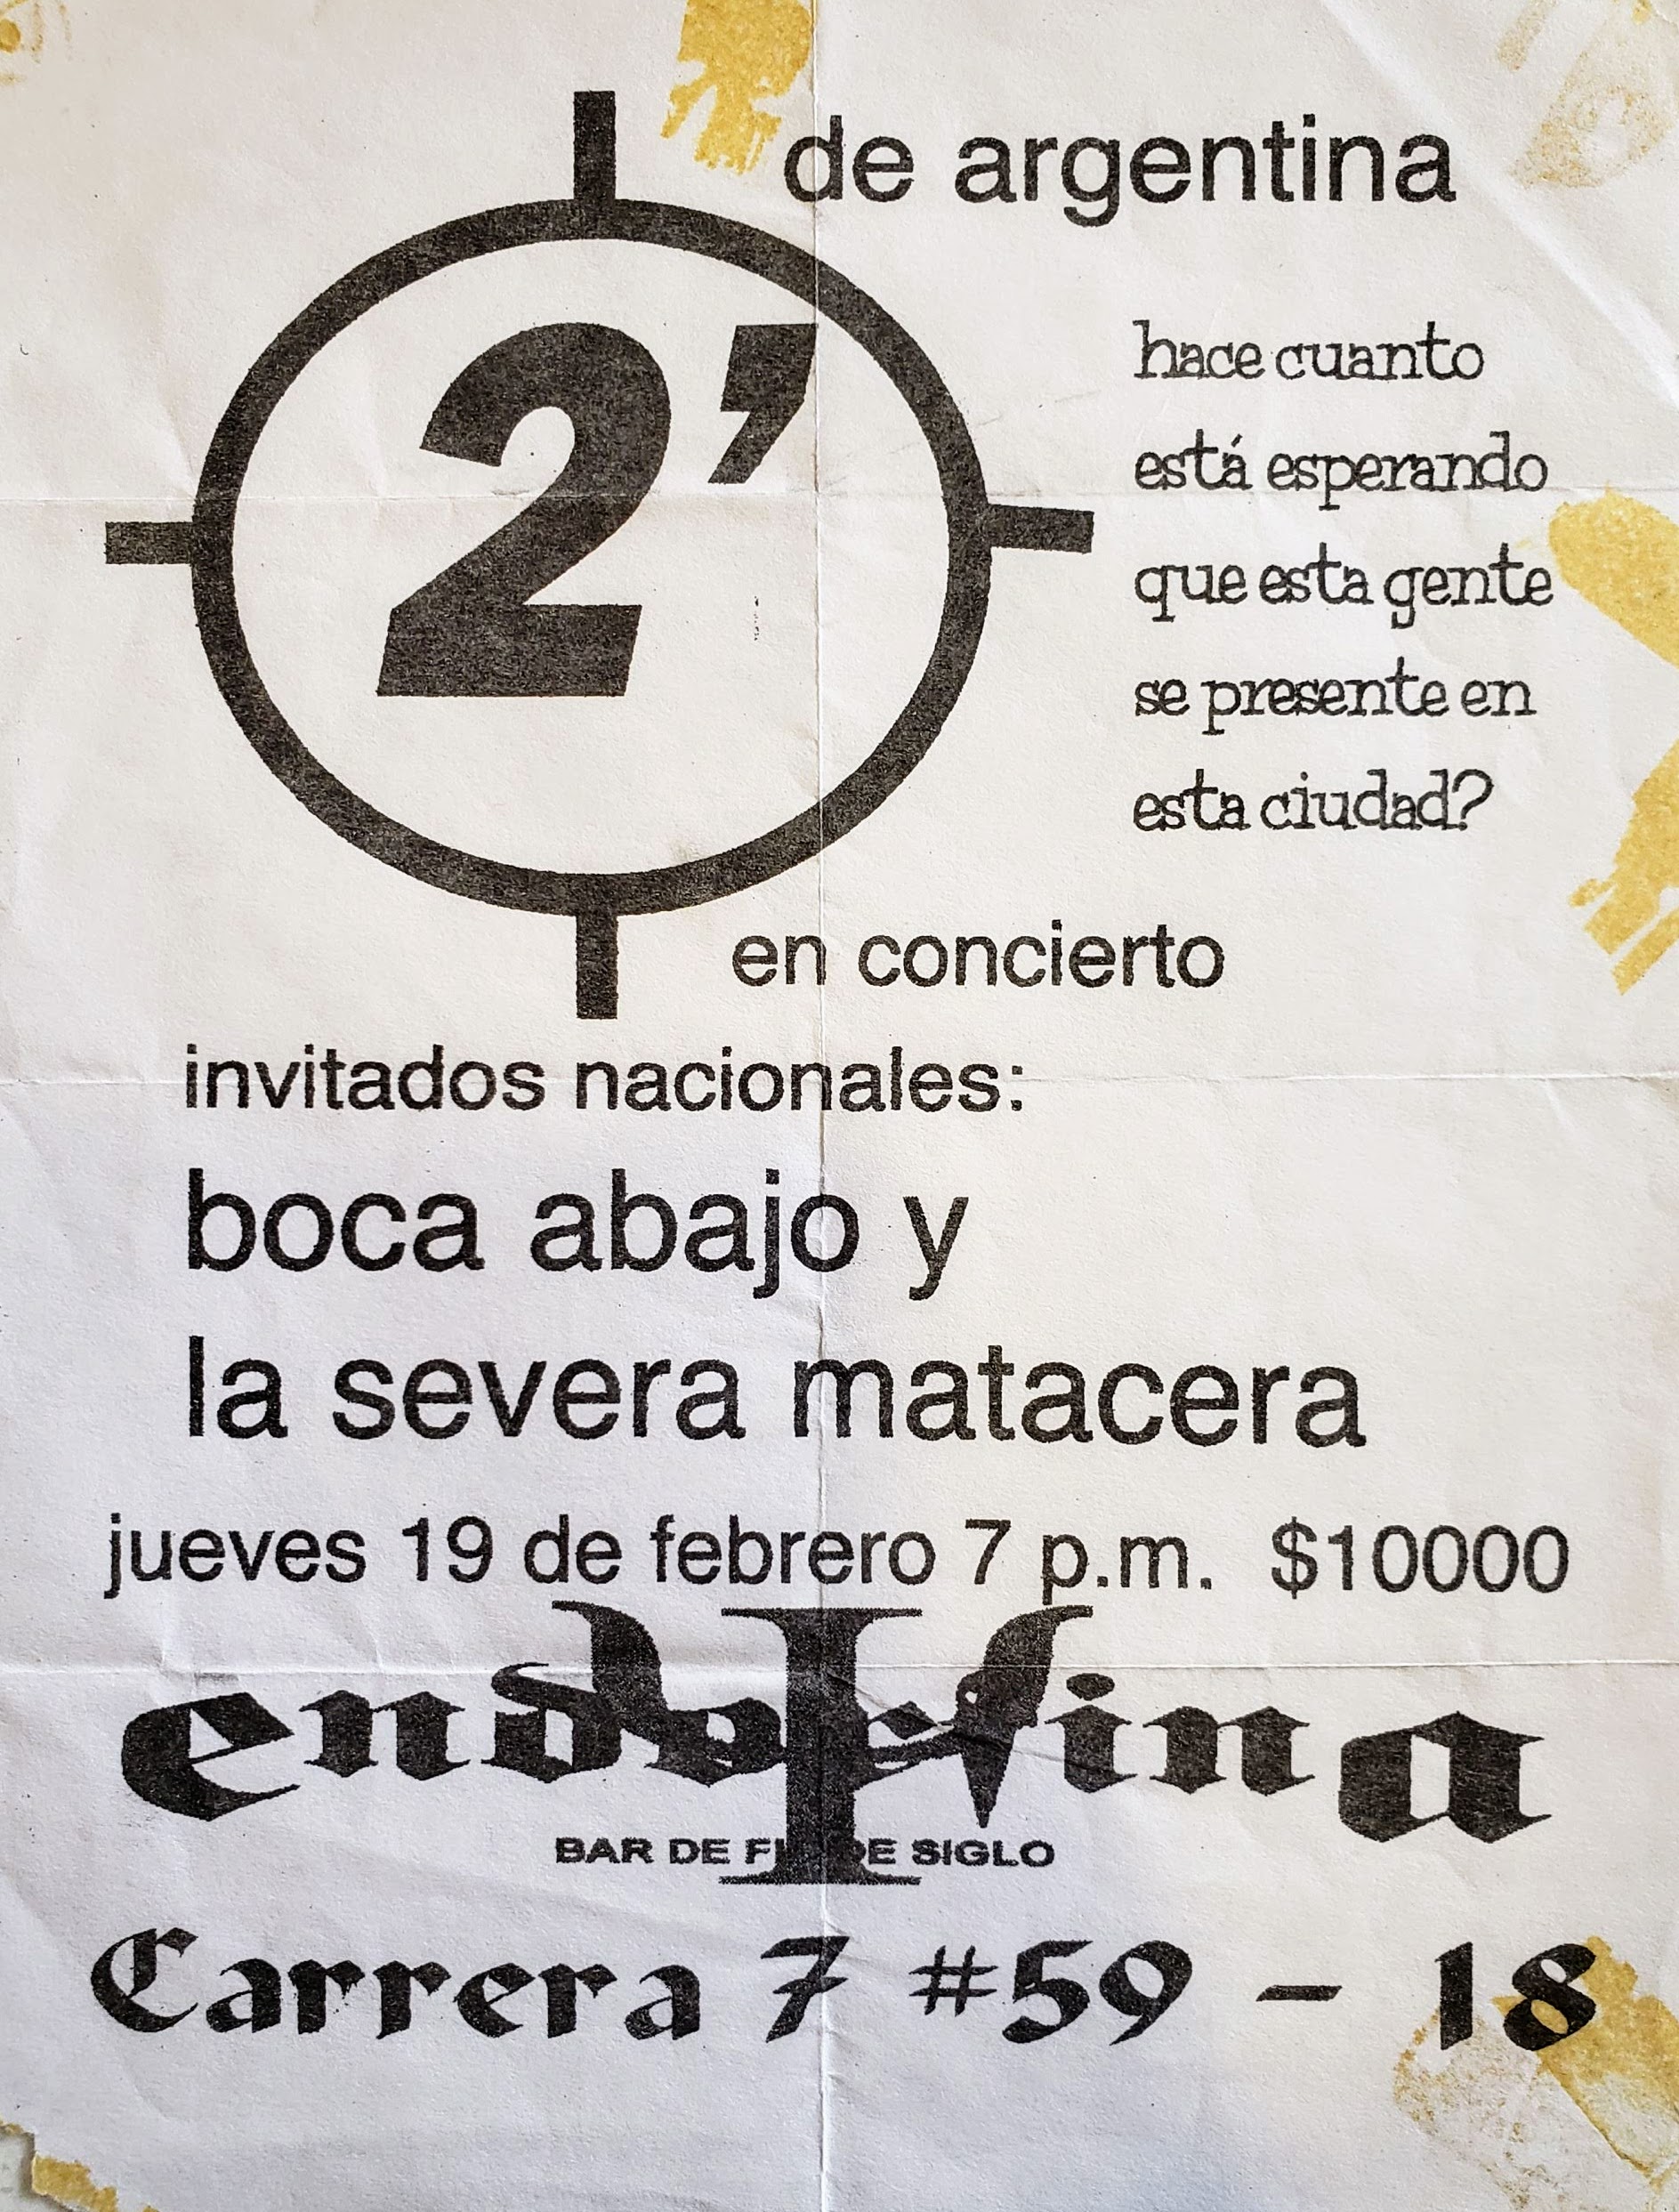 de argentina
2'
hace cuanto
está esperando
que esta gente
se presente en
esta ciudad?
en concierto
invitados nacionales:
boca abajo y
la severa matacera
jueves 19 de febrero 7 p.m. $10000
endorfina
BAR DE FIN DE SIGLO
Carrera 7 #59 - 18